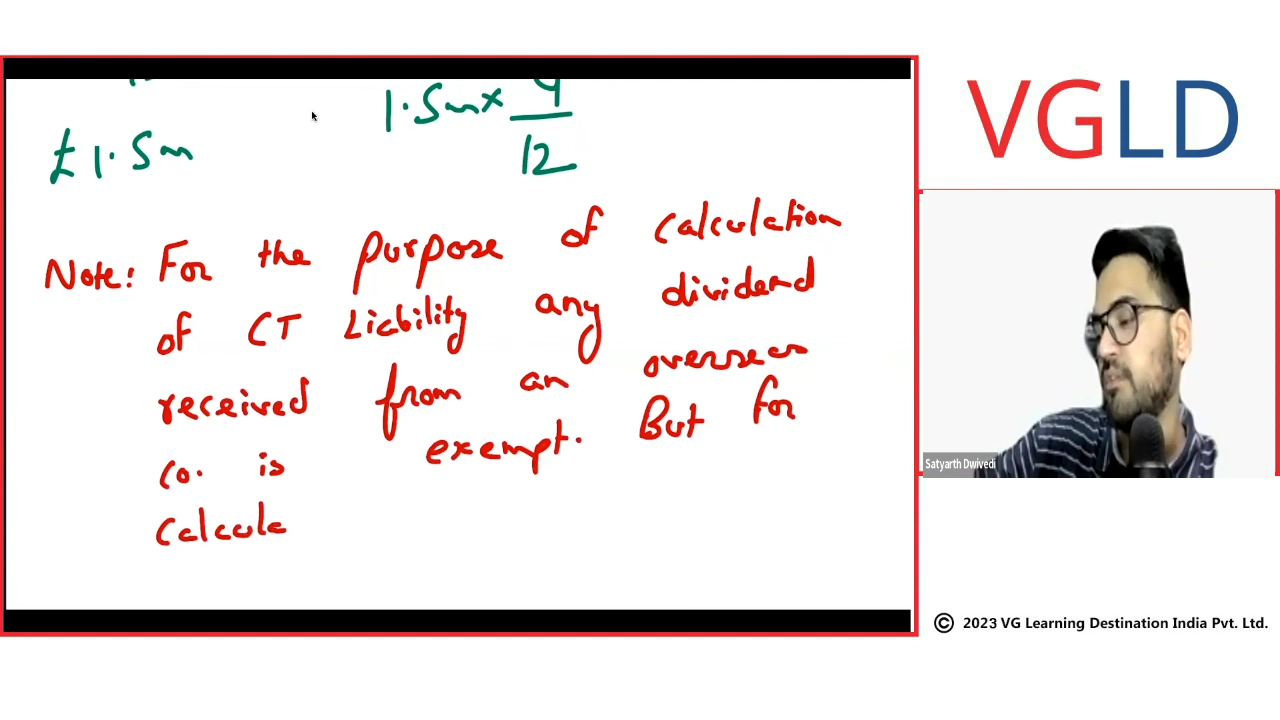 1.5m x 4
12
£1.5m
Note: For the purpose of calculation
of CT Liability any dividend
received from an overseas
co. is exempt. But for
calcula
VGLD
Satyarth Dwivedi
© 2023 VG Learning Destination India Pvt. Ltd.